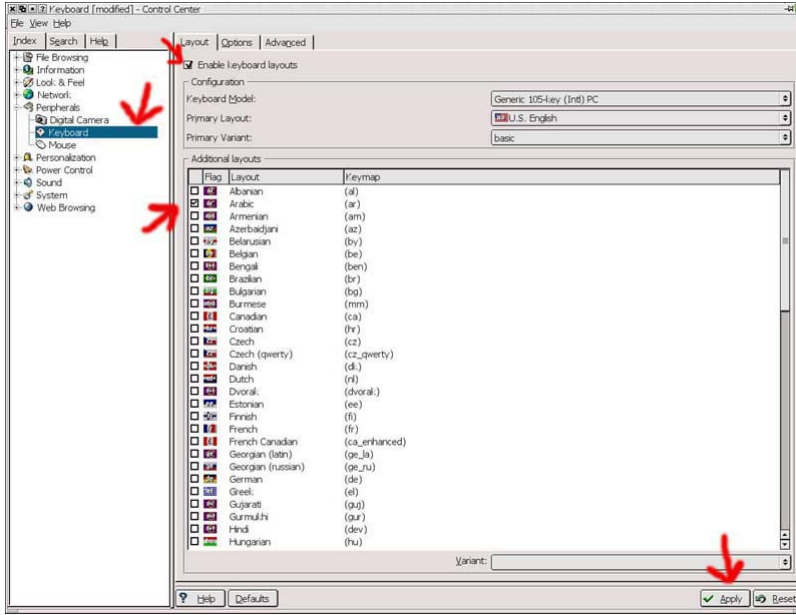 Keyboard [modified] - Control Center
File View Help
Index Search Help
File Browsing
Information
Look & Feel
Network
Peripherals
Digital Camera
Keyboard
Mouse
Personalization
Power Control
Sound
System
Web Browsing
Layout Options Advanced
Enable keyboard layouts
Configuration
Keyboard Model: Generic 105-key (Intl) PC
Primary Layout: U.S. English
Primary Variant: basic
Additional layouts
Flag Layout Keymap
Albanian (al)
Arabic (ar)
Armenian (am)
Azerbaidjani (az)
Belarusian (by)
Belgian (be)
Bengali (ben)
Brazilian (br)
Bulgarian (bg)
Burmese (mm)
Canadian (ca)
Croatian (hr)
Czech (cz)
Czech (qwerty) (cz_qwerty)
Danish (dk)
Dutch (nl)
Dvorak (dvorak)
Estonian (ee)
Finnish (fi)
French (fr)
French Canadian (ca_enhanced)
Georgian (latin) (ge_la)
Georgian (russian) (ge_ru)
German (de)
Greek (el)
Gujarati (guj)
Gurmukhi (gur)
Hindi (dev)
Hungarian (hu)
Variant:
? Help Defaults Apply Reset